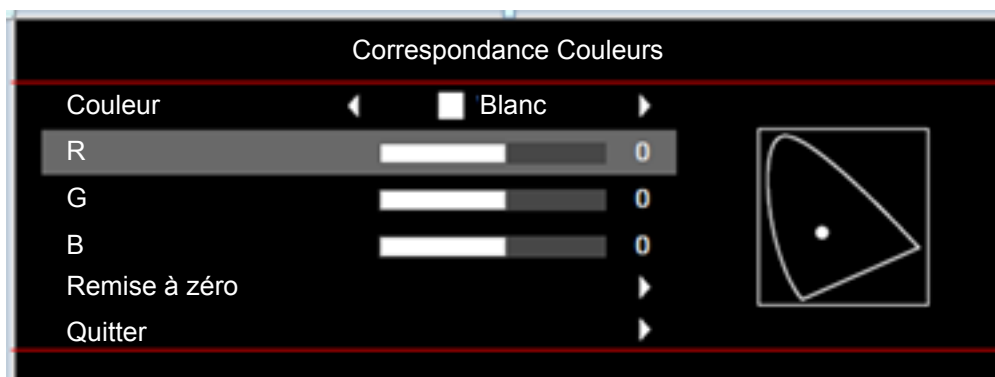 Correspondance Couleurs
Couleur Blanc
R 0
G 0
B 0
Remise à zéro
Quitter